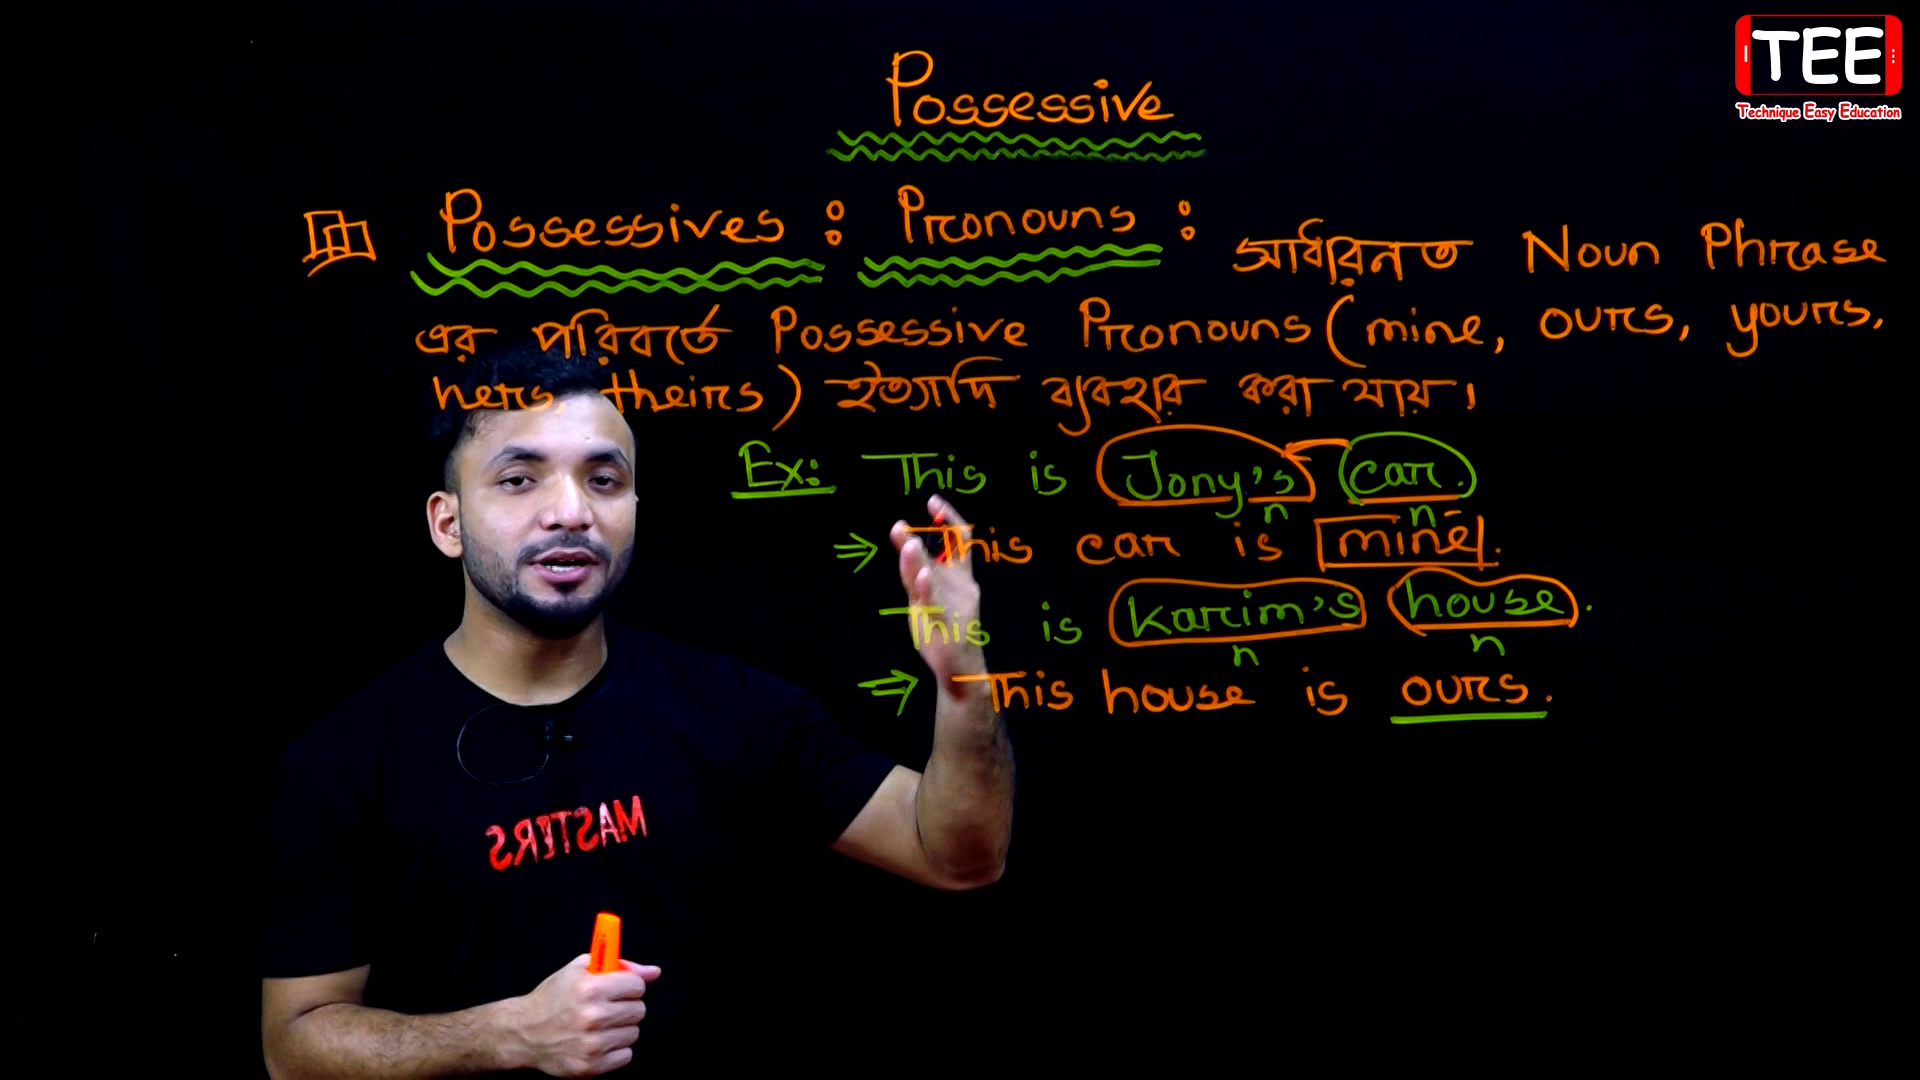 TEE
Technique Easy Education
Possessive
Possessives : Pronouns : সাধারনত Noun Phrase
এর পরিবর্তে Possessive Pronouns (mine, ours, yours,
hers, theirs) ইত্যাদি ব্যবহার করা যায়।
Ex: This is Jony's car.
n n
⇒ This car is mine.
This is Karim's house.
n n
⇒ This house is ours.
MASTERS